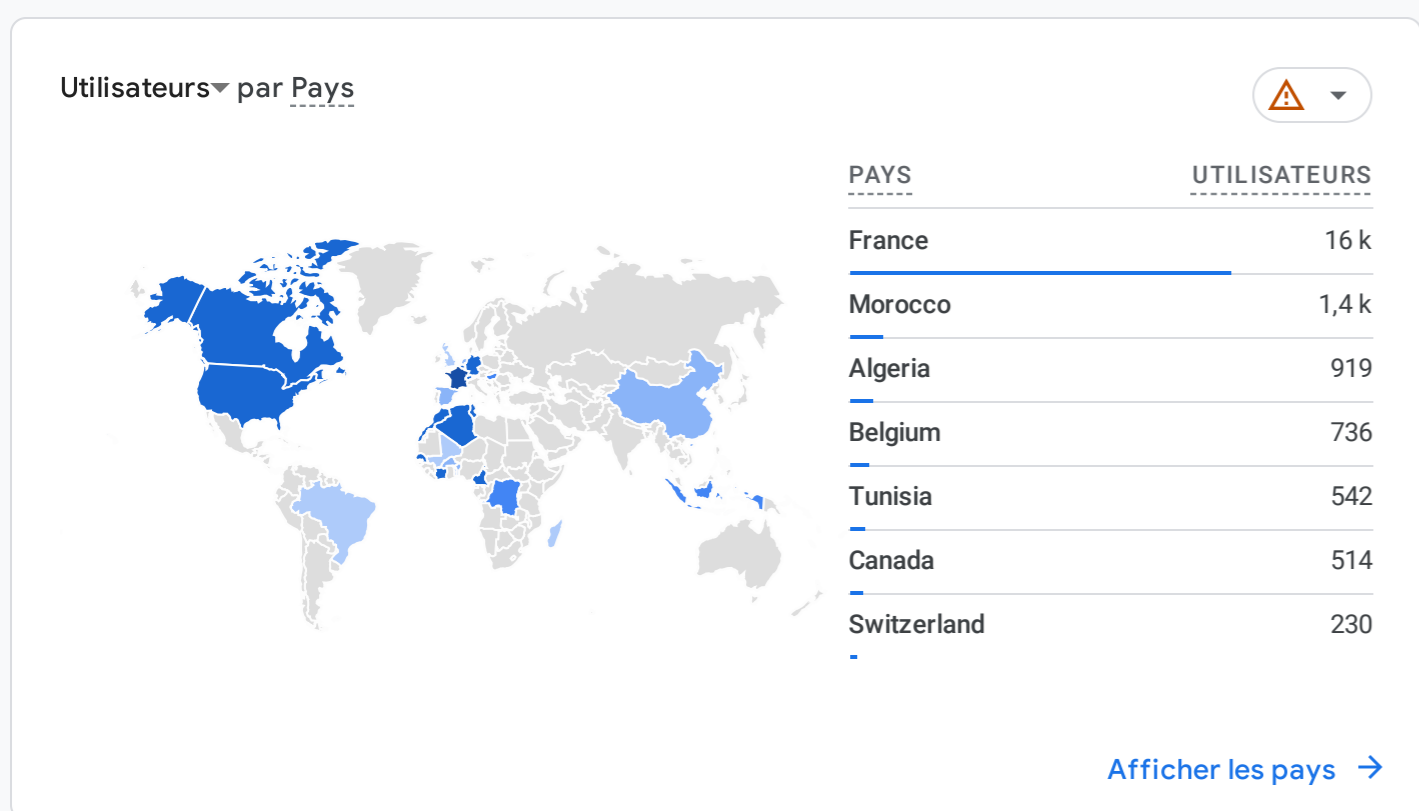 Utilisateurs par Pays
PAYS UTILISATEURS
France 16 k
Morocco 1,4 k
Algeria 919
Belgium 736
Tunisia 542
Canada 514
Switzerland 230
Afficher les pays